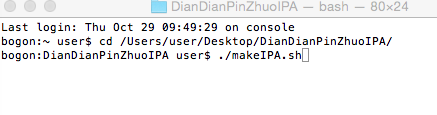 DianDianPinZhuoIPA — bash — 80×24
Last login: Thu Oct 29 09:49:29 on console
bogon:~ user$ cd /Users/user/Desktop/DianDianPinZhuoIPA/
bogon:DianDianPinZhuoIPA user$ ./makeIPA.sh